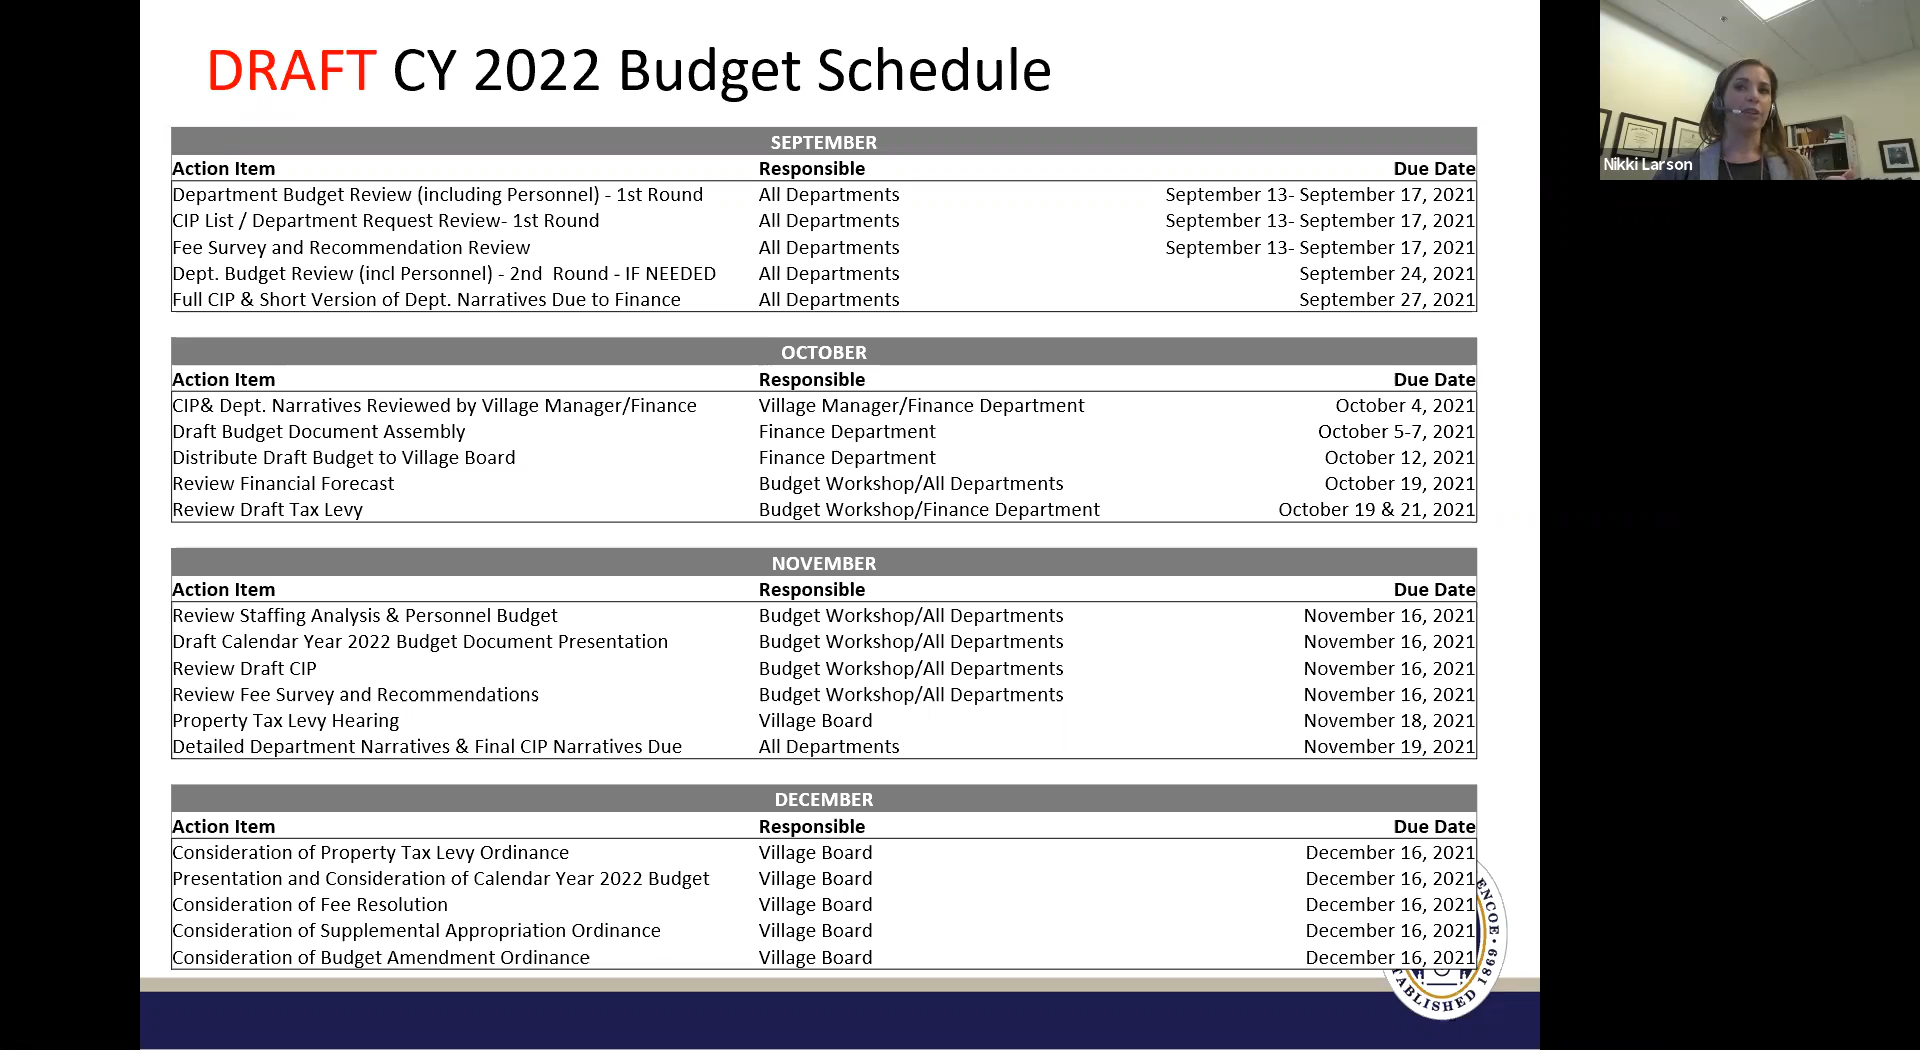 DRAFT CY 2022 Budget Schedule
SEPTEMBER
Action Item Responsible Due Date
Department Budget Review (including Personnel) - 1st Round All Departments September 13- September 17, 2021
CIP List / Department Request Review- 1st Round All Departments September 13- September 17, 2021
Fee Survey and Recommendation Review All Departments September 13- September 17, 2021
Dept. Budget Review (incl Personnel) - 2nd Round - IF NEEDED All Departments September 24, 2021
Full CIP & Short Version of Dept. Narratives Due to Finance All Departments September 27, 2021
OCTOBER
Action Item Responsible Due Date
CIP& Dept. Narratives Reviewed by Village Manager/Finance Village Manager/Finance Department October 4, 2021
Draft Budget Document Assembly Finance Department October 5-7, 2021
Distribute Draft Budget to Village Board Finance Department October 12, 2021
Review Financial Forecast Budget Workshop/All Departments October 19, 2021
Review Draft Tax Levy Budget Workshop/Finance Department October 19 & 21, 2021
NOVEMBER
Action Item Responsible Due Date
Review Staffing Analysis & Personnel Budget Budget Workshop/All Departments November 16, 2021
Draft Calendar Year 2022 Budget Document Presentation Budget Workshop/All Departments November 16, 2021
Review Draft CIP Budget Workshop/All Departments November 16, 2021
Review Fee Survey and Recommendations Budget Workshop/All Departments November 16, 2021
Property Tax Levy Hearing Village Board November 18, 2021
Detailed Department Narratives & Final CIP Narratives Due All Departments November 19, 2021
DECEMBER
Action Item Responsible Due Date
Consideration of Property Tax Levy Ordinance Village Board December 16, 2021
Presentation and Consideration of Calendar Year 2022 Budget Village Board December 16, 2021
Consideration of Fee Resolution Village Board December 16, 2021
Consideration of Supplemental Appropriation Ordinance Village Board December 16, 2021
Consideration of Budget Amendment Ordinance Village Board December 16, 2021
ENCOE •
TABLISHED 1869
Nikki Larson